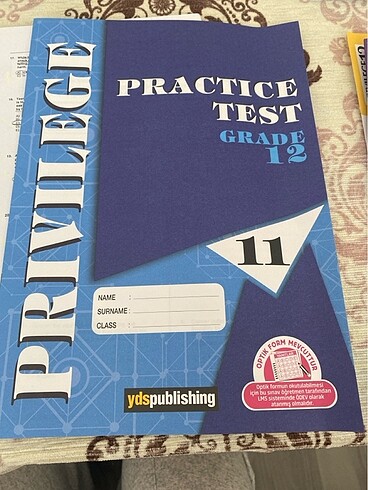 PRIVILEGE
PRACTICE
TEST
GRADE
12
11
NAME :
SURNAME :
CLASS :
ydspublishing
OPTİK FORM MEVCUTTUR
Optik formun okutulabilmesi
için bu sınav öğretmen tarafından
LMS sisteminde ÖDEV olarak
atanmış olmalıdır.